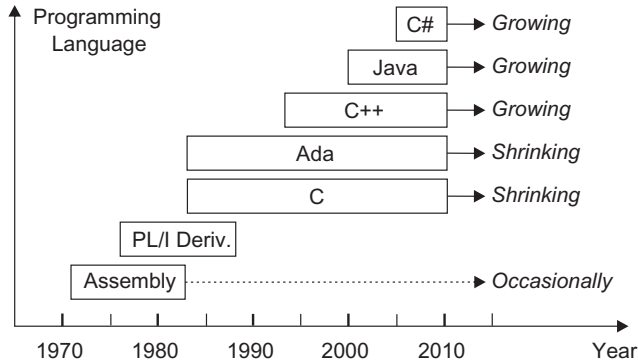 Programming
Language
C# Growing
Java Growing
C++ Growing
Ada Shrinking
C Shrinking
PL/I Deriv.
Assembly Occasionally
1970 1980 1990 2000 2010 Year